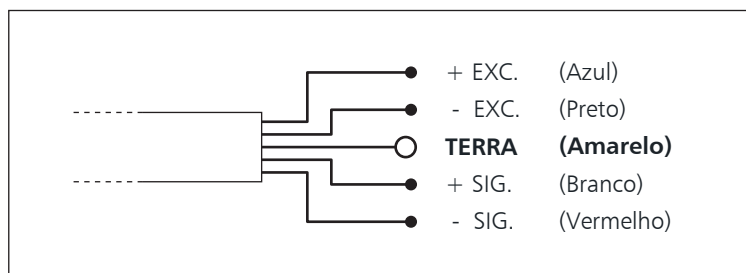 + EXC. (Azul)
- EXC. (Preto)
TERRA (Amarelo)
+ SIG. (Branco)
- SIG. (Vermelho)